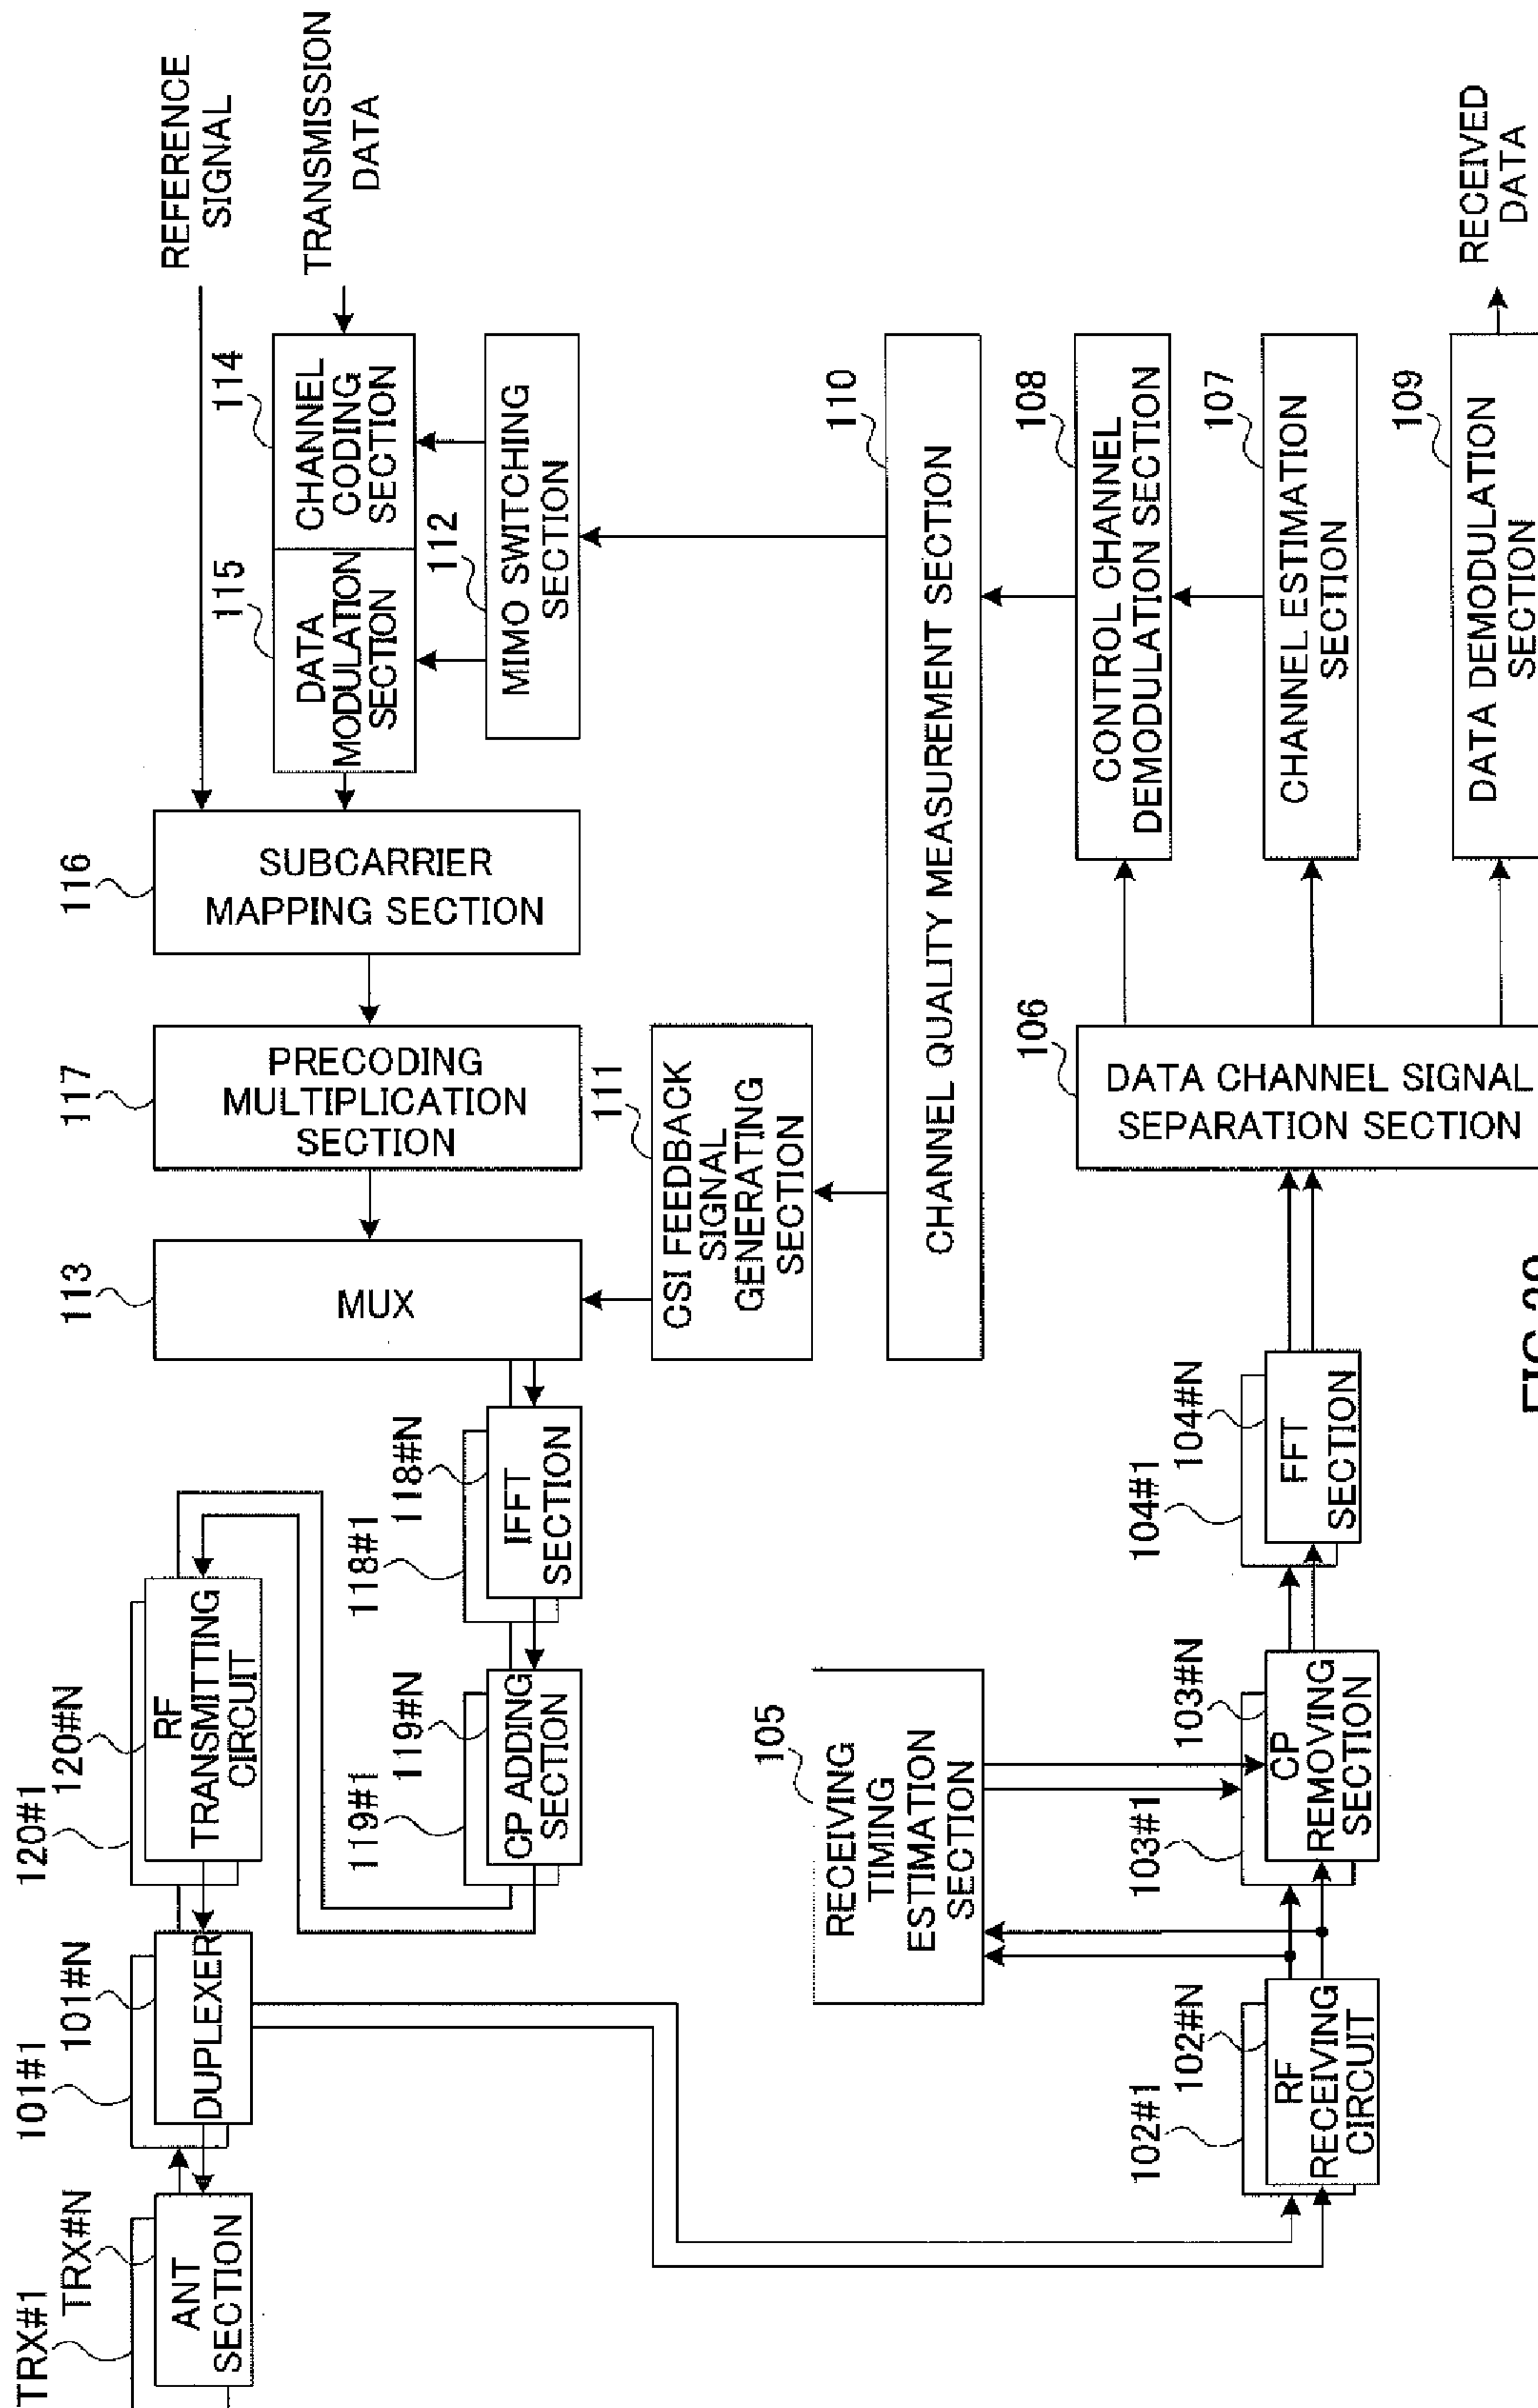 TRX#1
TRX#N
ANT
SECTION
101#1
101#N
DUPLEXER
120#1
120#N
RF
TRANSMITTING
CIRCUIT
119#1
119#N
CP ADDING
SECTION
118#1
118#N
IFFT
SECTION
113
MUX
117
PRECODING
MULTIPLICATION
SECTION
116
SUBCARRIER
MAPPING SECTION
115
DATA
MODULATION
SECTION
114
CHANNEL
CODING
SECTION
REFERENCE
SIGNAL
TRANSMISSION
DATA
112
MIMO SWITCHING
SECTION
111
CSI FEEDBACK
SIGNAL
GENERATING
SECTION
110
CHANNEL QUALITY MEASUREMENT SECTION
105
RECEIVING
TIMING
ESTIMATION
SECTION
102#1
102#N
RF
RECEIVING
CIRCUIT
103#1
103#N
CP
REMOVING
SECTION
104#1
104#N
FFT
SECTION
106
DATA CHANNEL SIGNAL
SEPARATION SECTION
108
CONTROL CHANNEL
DEMODULATION SECTION
107
CHANNEL ESTIMATION
SECTION
109
DATA DEMODULATION
SECTION
RECEIVED
DATA